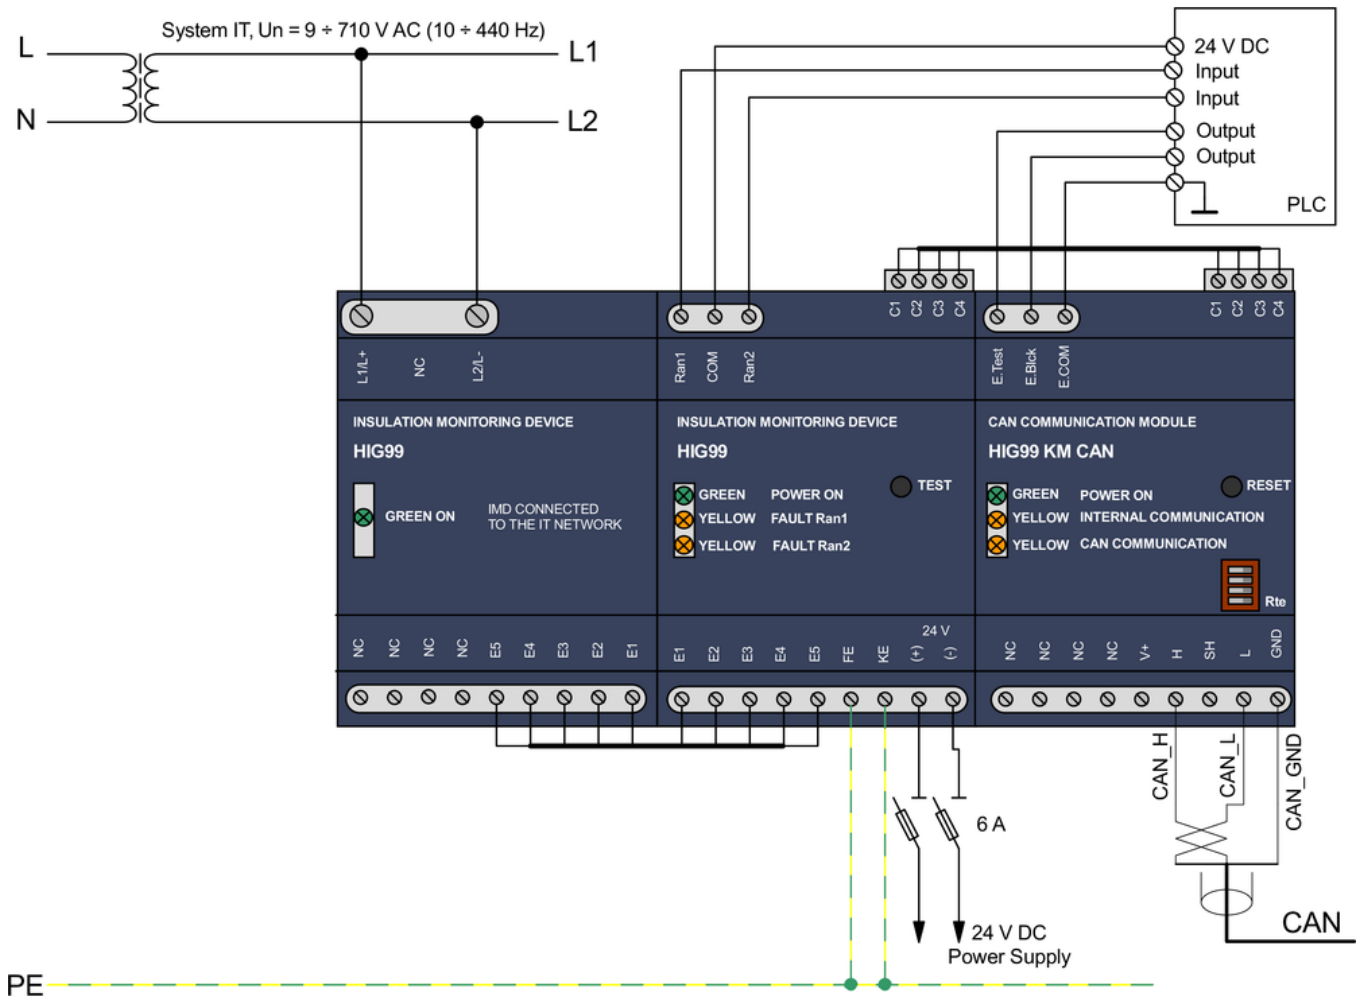 System IT, Un = 9 ÷ 710 V AC (10 ÷ 440 Hz)
L
L1
N
L2
24 V DC
Input
Input
Output
Output
PLC
C1
C2
C3
C4
C1
C2
C3
C4
L1/L+
NC
L2/L-
Ran1
COM
Ran2
E.Test
E.Blck
E.COM
INSULATION MONITORING DEVICE
HIG99
GREEN ON
IMD CONNECTED
TO THE IT NETWORK
INSULATION MONITORING DEVICE
HIG99
TEST
GREEN POWER ON
YELLOW FAULT Ran1
YELLOW FAULT Ran2
CAN COMMUNICATION MODULE
HIG99 KM CAN
RESET
GREEN POWER ON
YELLOW INTERNAL COMMUNICATION
YELLOW CAN COMMUNICATION
Rte
NC
NC
NC
NC
E5
E4
E3
E2
E1
E1
E2
E3
E4
E5
FE
KE
24 V
(+)
(-)
NC
NC
NC
NC
V+
H
SH
L
GND
CAN_H
CAN_L
CAN_GND
6 A
24 V DC
Power Supply
CAN
PE